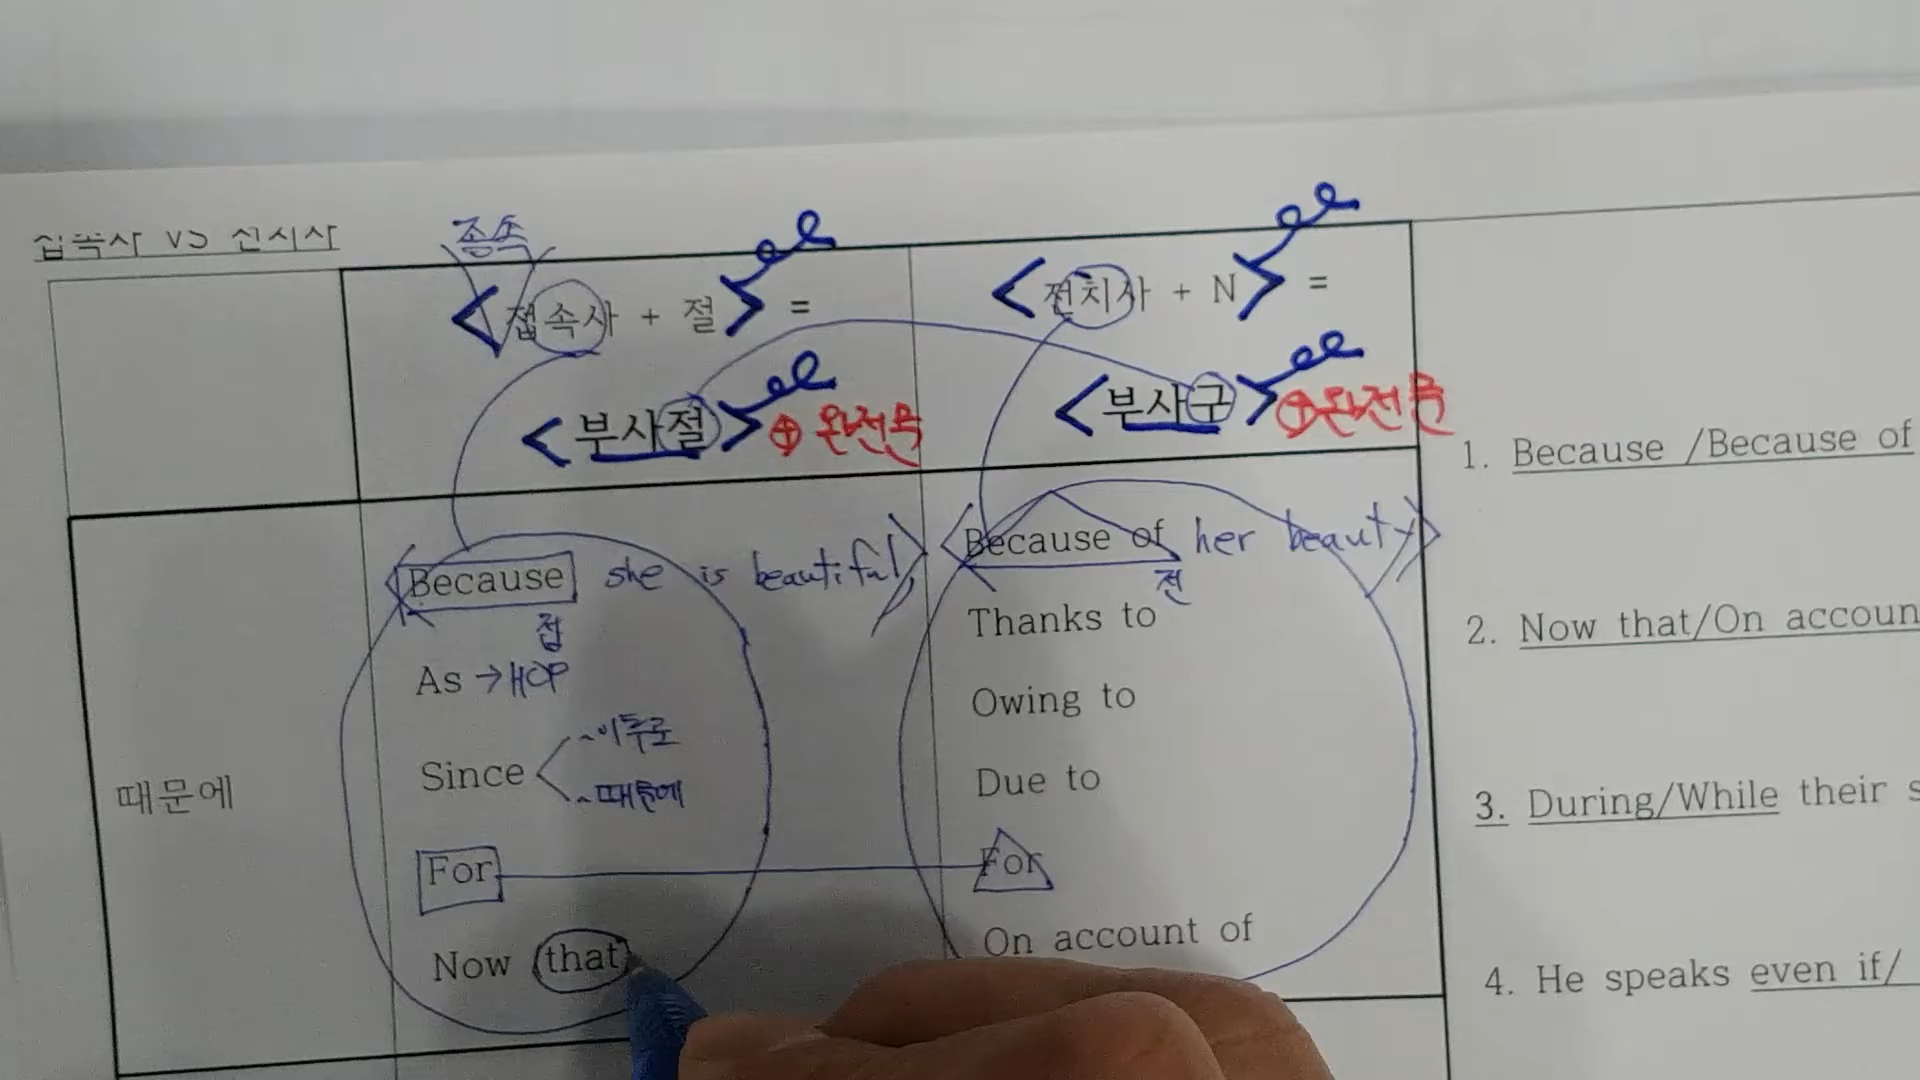 접속사 vs 전치사
종속
<접속사 + 절> =
<전치사 + N> =
<부사절> + 완전문
<부사구> + 완전문
때문에
Because she is beautiful
접
As → HCP
Since
~이후로
~때문에
For
Now that
Because of her beauty
전
Thanks to
Owing to
Due to
For
On account of
1. Because /Because of
2. Now that/On accoun
3. During/While their s
4. He speaks even if/